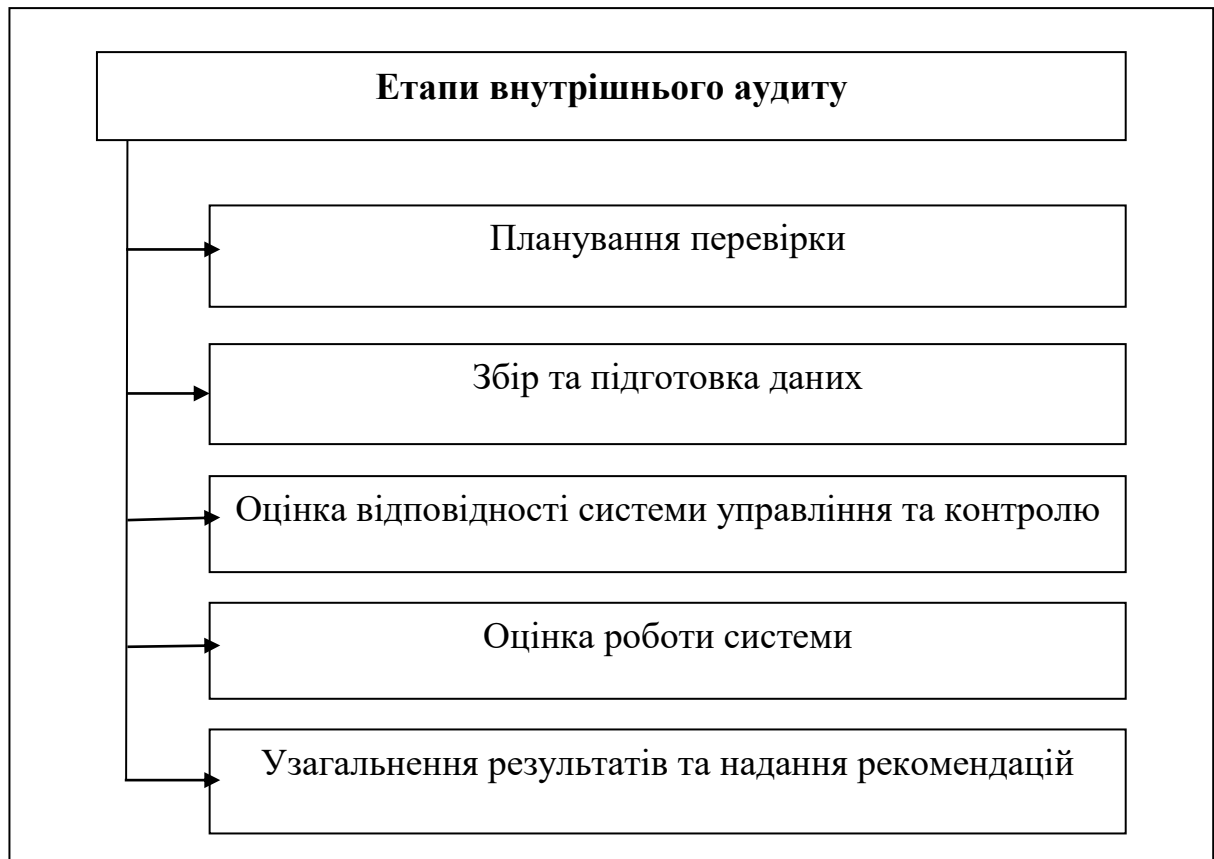 Етапи внутрішнього аудиту
Планування перевірки
Збір та підготовка даних
Оцінка відповідності системи управління та контролю
Оцінка роботи системи
Узагальнення результатів та надання рекомендацій